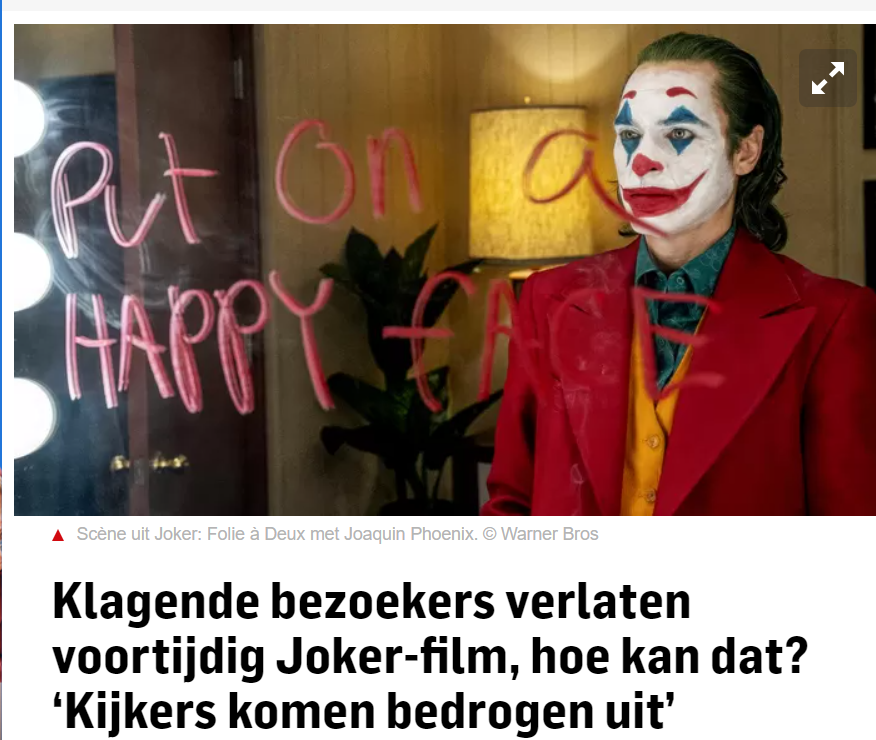 Put on a
HAPPY FACE
▲ Scène uit Joker: Folie à Deux met Joaquin Phoenix. © Warner Bros
Klagende bezoekers verlaten
voortijdig Joker-film, hoe kan dat?
‘Kijkers komen bedrogen uit’